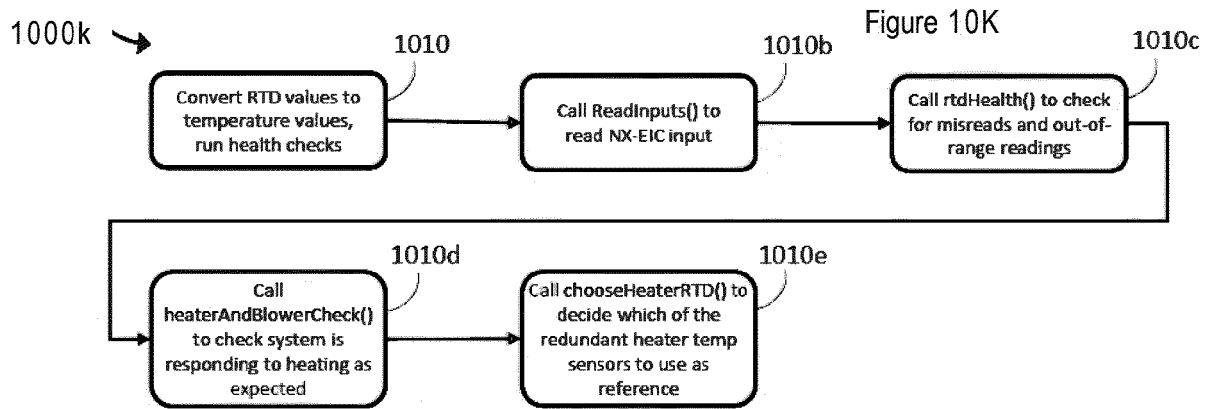 1000k
Figure 10K
1010
Convert RTD values to
temperature values,
run health checks
1010b
Call ReadInputs() to
read NX-EIC input
1010c
Call rtdHealth() to check
for misreads and out-of-
range readings
1010d
Call
heaterAndBlowerCheck()
to check system is
responding to heating as
expected
1010e
Call chooseHeaterRTD() to
decide which of the
redundant heater temp
sensors to use as
reference